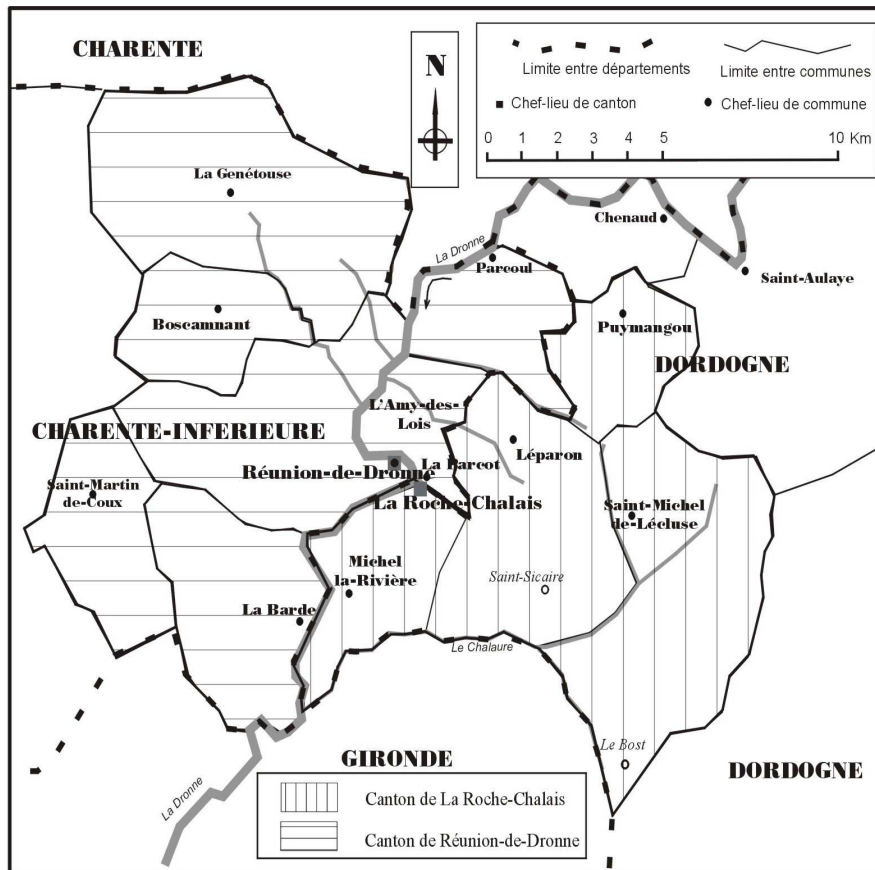 CHARENTE
N
Limite entre départements
Limite entre communes
Chef-lieu de canton
Chef-lieu de commune
0 1 2 3 4 5 10 Km
La Genétouse
Chenaud
La Dronne
Parcoul
Saint-Aulaye
Boscamnant
Puymangou
DORDOGNE
L'Amy-des-
Lois
CHARENTE-INFERIEURE
Léparon
Réunion-de-Dronne
La Parcot
Saint-Martin
de-Coux
La Roche-Chalais
Saint-Michel
de-Lécluse
Michel
la-Rivière
Saint-Sicaire
La Barde
Le Chalaure
Le Bost
GIRONDE
DORDOGNE
La Dronne
Canton de La Roche-Chalais
Canton de Réunion-de-Dronne